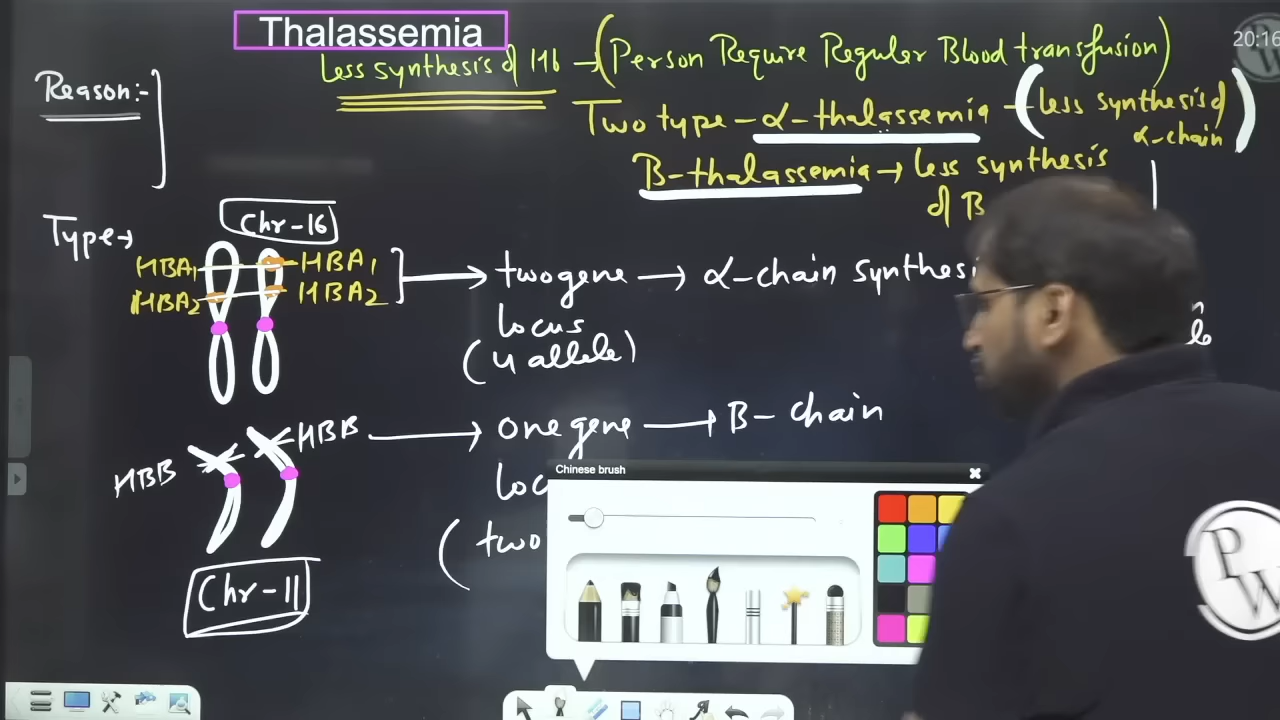 Thalassemia
20:16
Less synthesis of Hb → (Person Require Reguler Blood transfusion)
Reason:-
Two type - α-thalassemia → (less synthesis of
α-chain)
B-thalassemia → less synthesis
of B
Type→
Chr-16
HBA1 HBA1
HBA2 HBA2
→ two gene → α-chain synthesi
locus
(4 allele)
HBB HBB → one gene → B-chain
Loc
(two
Chr-11
Chinese brush
PW